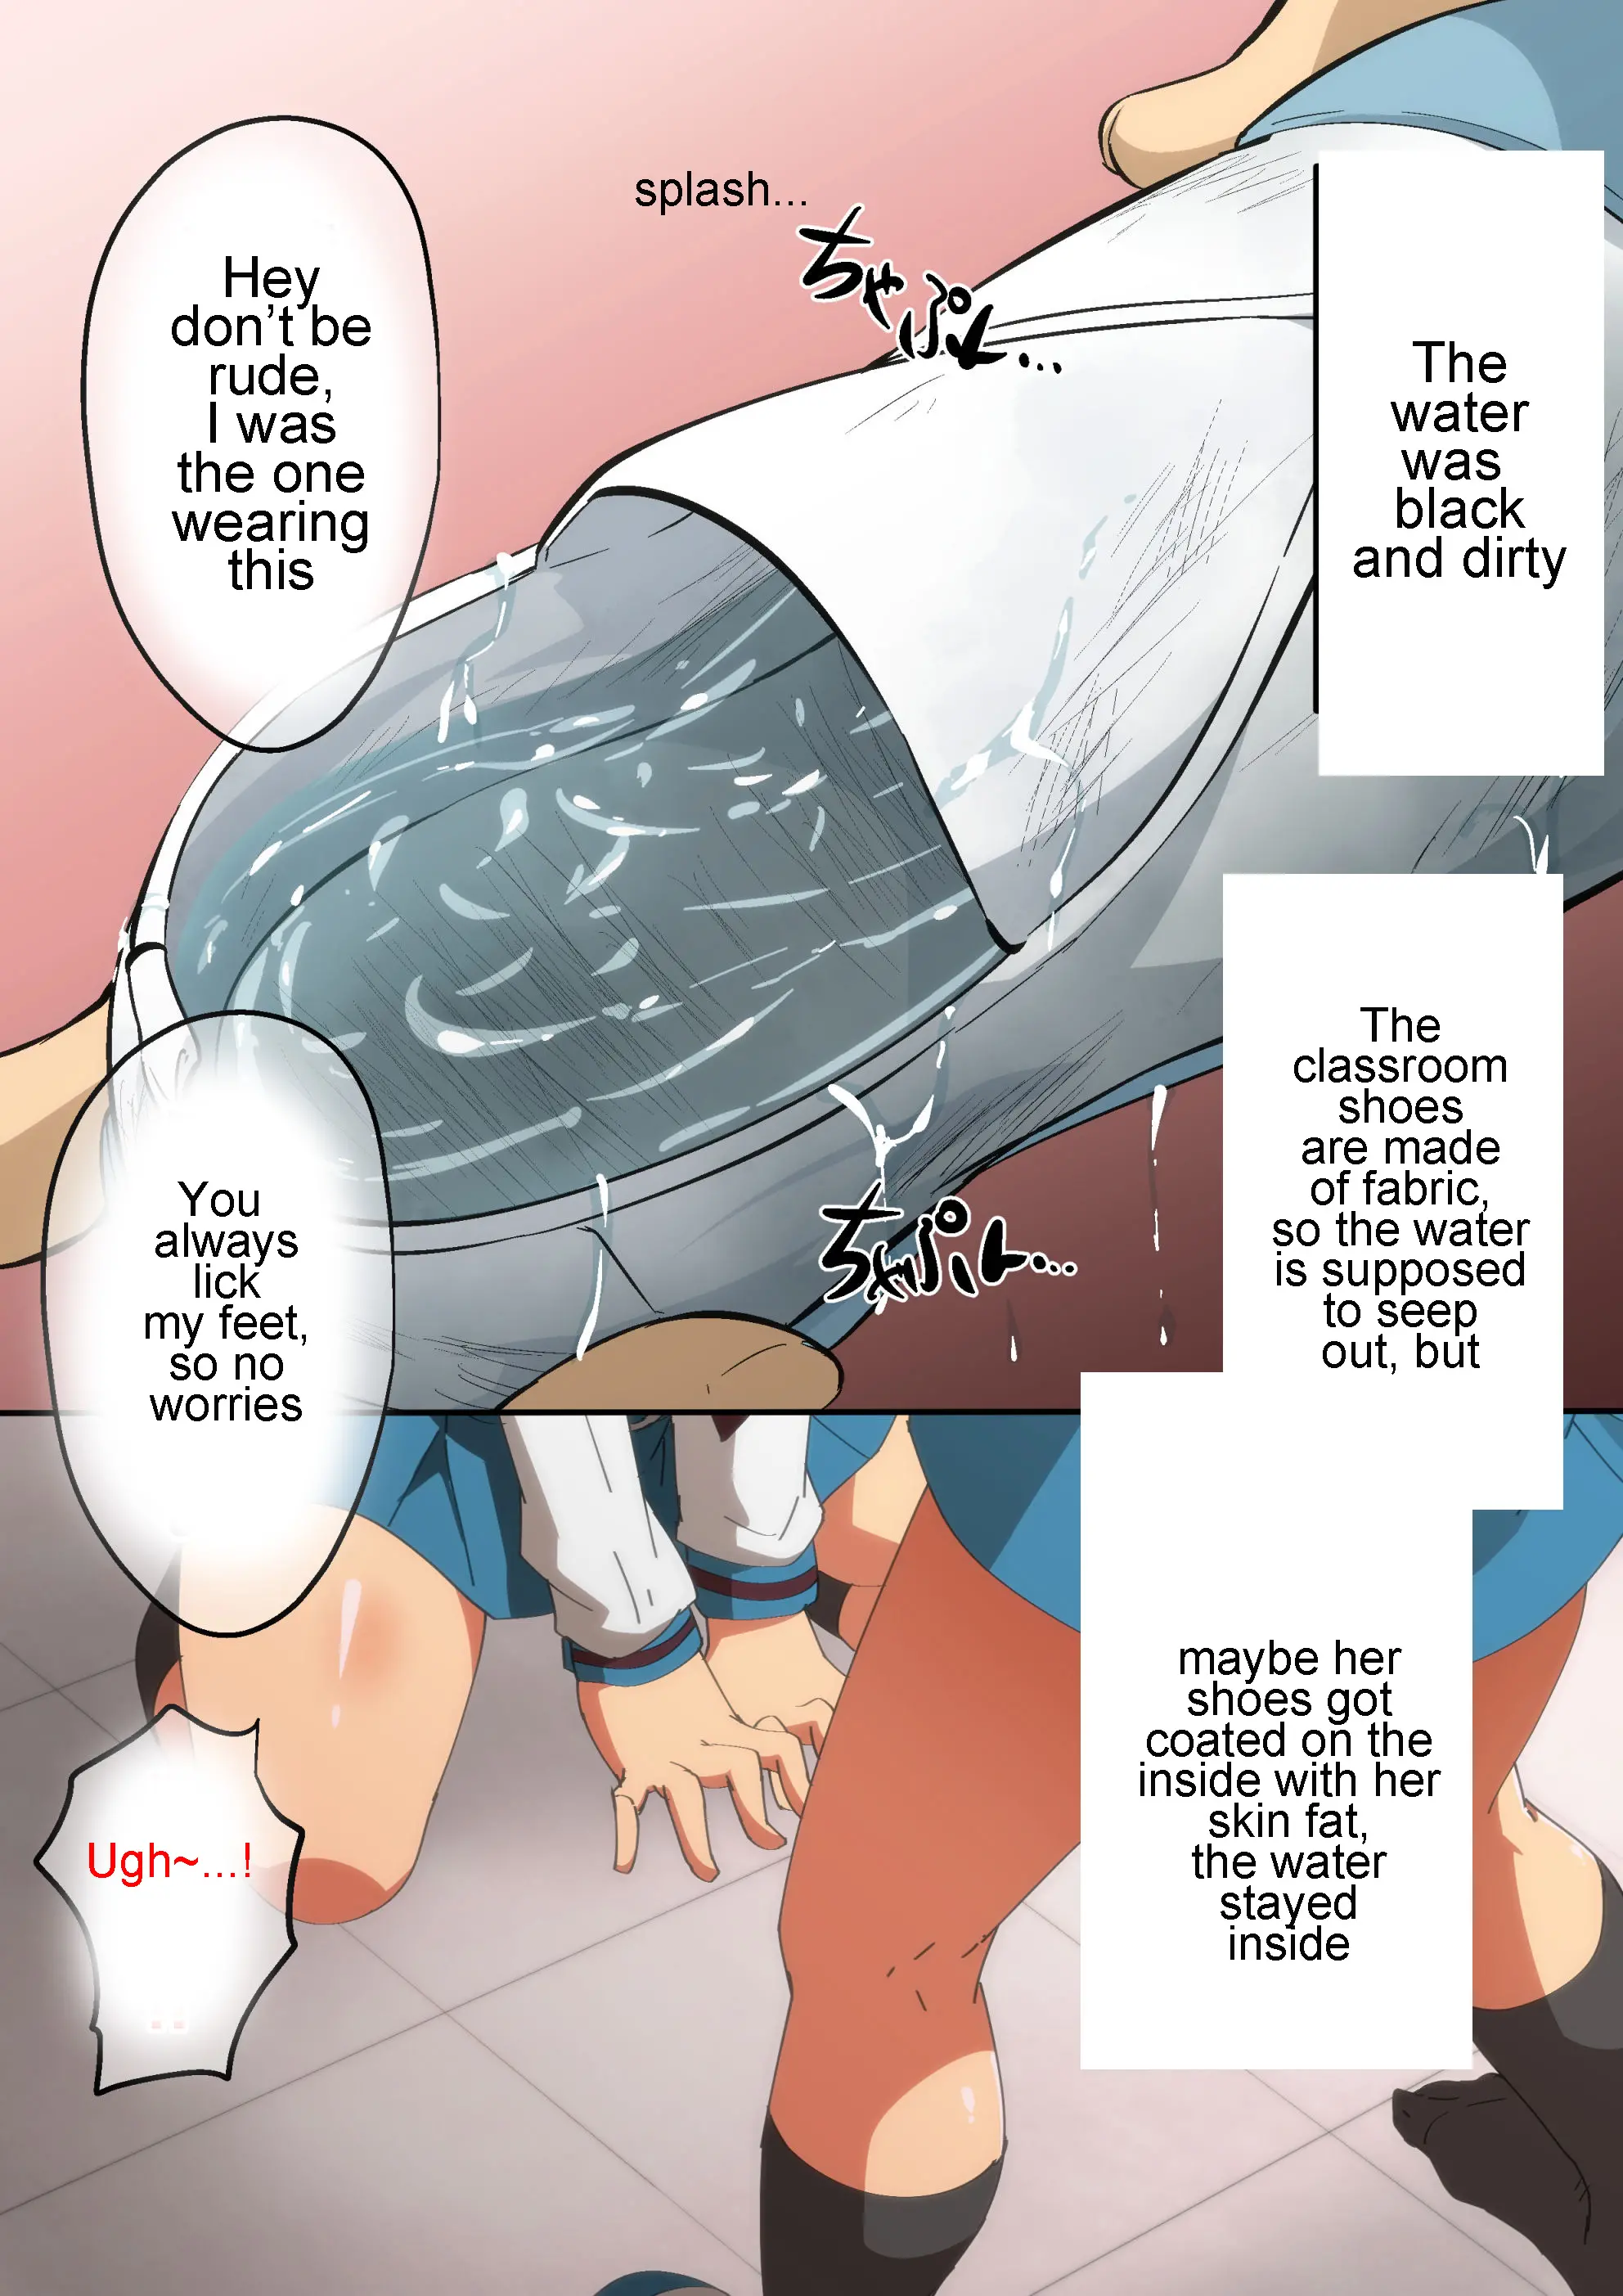 The
water
was
black
and dirty
splash...
ちゃぷん...
Hey
don't be
rude,
I was
the one
wearing
this
The
classroom
shoes
are made
of fabric,
so the water
is supposed
to seep
out, but
You
always
lick
my feet,
so no
worries
ちゃぷん...
maybe her
shoes got
coated on the
inside with her
skin fat,
the water
stayed
inside
Ugh~...!